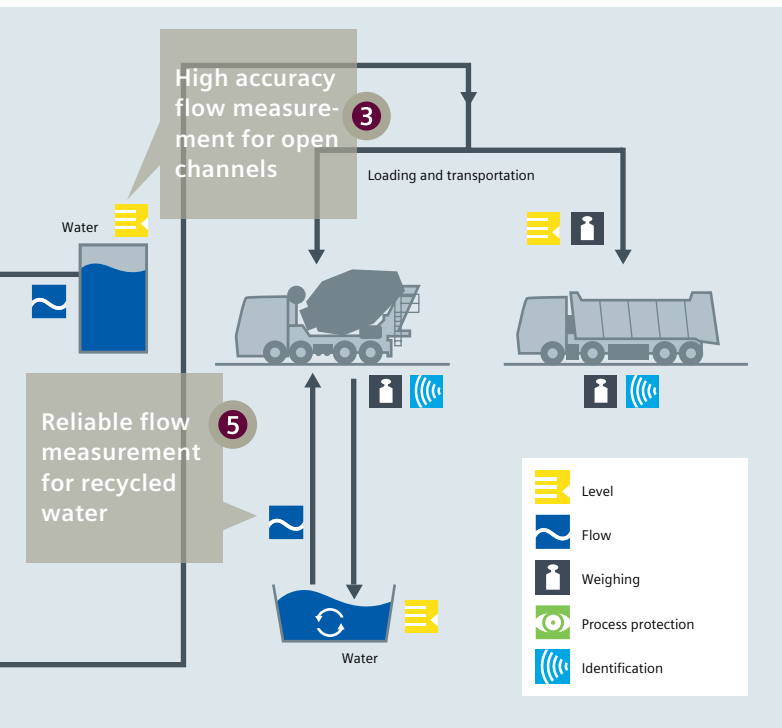 High accuracy
flow measure-
ment for open
channels
3
Loading and transportation
Water
Reliable flow
measurement
for recycled
water
5
Water
Level
Flow
Weighing
Process protection
Identification